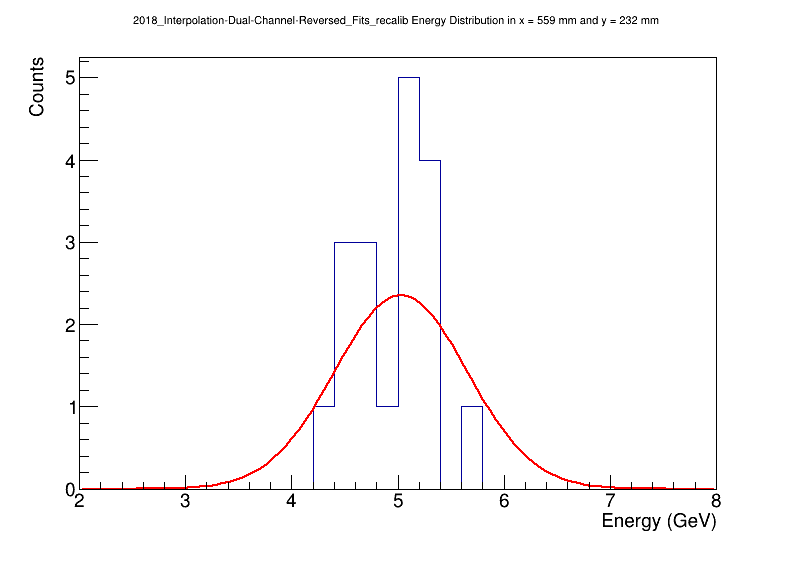 2018_Interpolation-Dual-Channel-Reversed_Fits_recalib Energy Distribution in x = 559 mm and y = 232 mm
Counts
5
4
3
2
1
0
2 3 4 5 6 7 8
Energy (GeV)